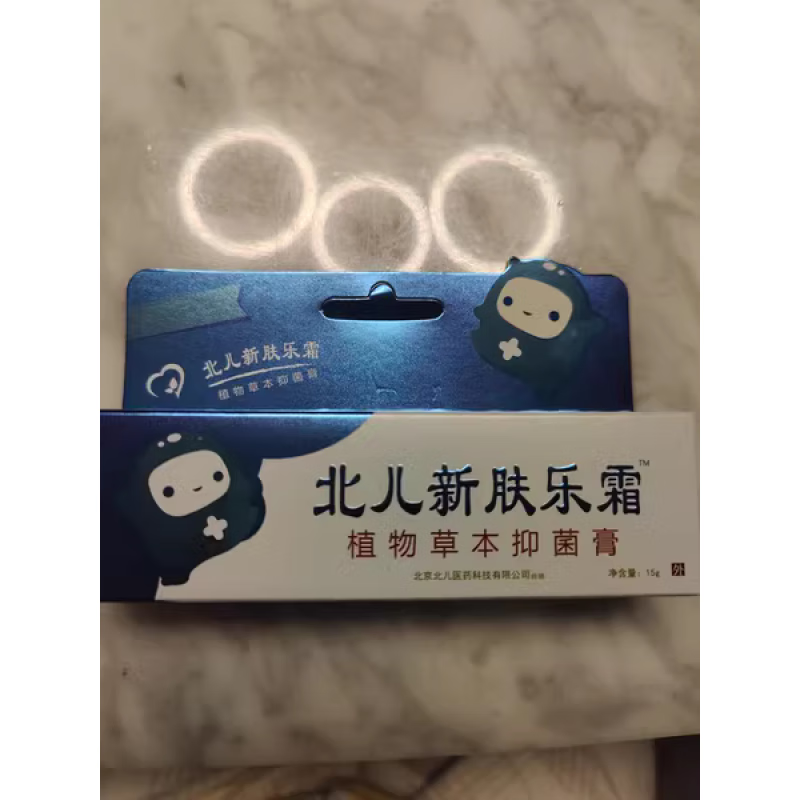 北儿新肤乐霜
植物草本抑菌膏
北儿新肤乐霜™
植物草本抑菌膏
北京北儿医药科技有限公司
净含量：15g 外